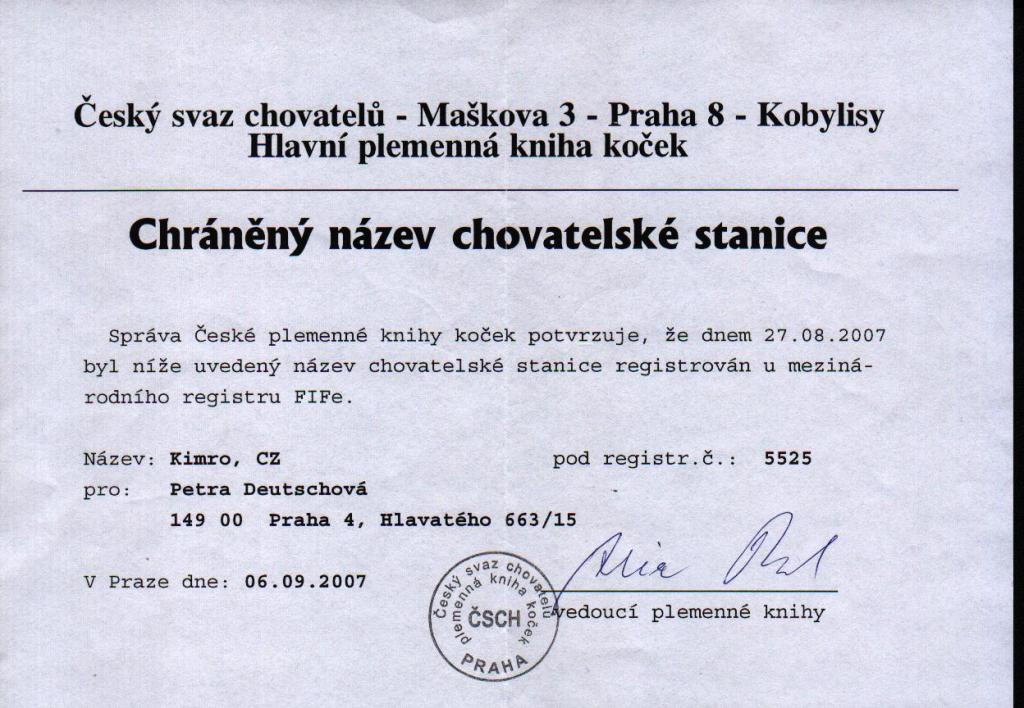 Český svaz chovatelů - Maškova 3 - Praha 8 - Kobylisy
Hlavní plemenná kniha koček
Chráněný název chovatelské stanice
Správa České plemenné knihy koček potvrzuje, že dnem 27.08.2007
byl níže uvedený název chovatelské stanice registrován u meziná-
rodního registru FIFe.
Název: Kimro, CZ pod registr.č.: 5525
pro: Petra Deutschová
149 00 Praha 4, Hlavatého 663/15
V Praze dne: 06.09.2007
vedoucí plemenné knihy
Český svaz chovatelů
plemenná kniha koček
ČSCH
PRAHA